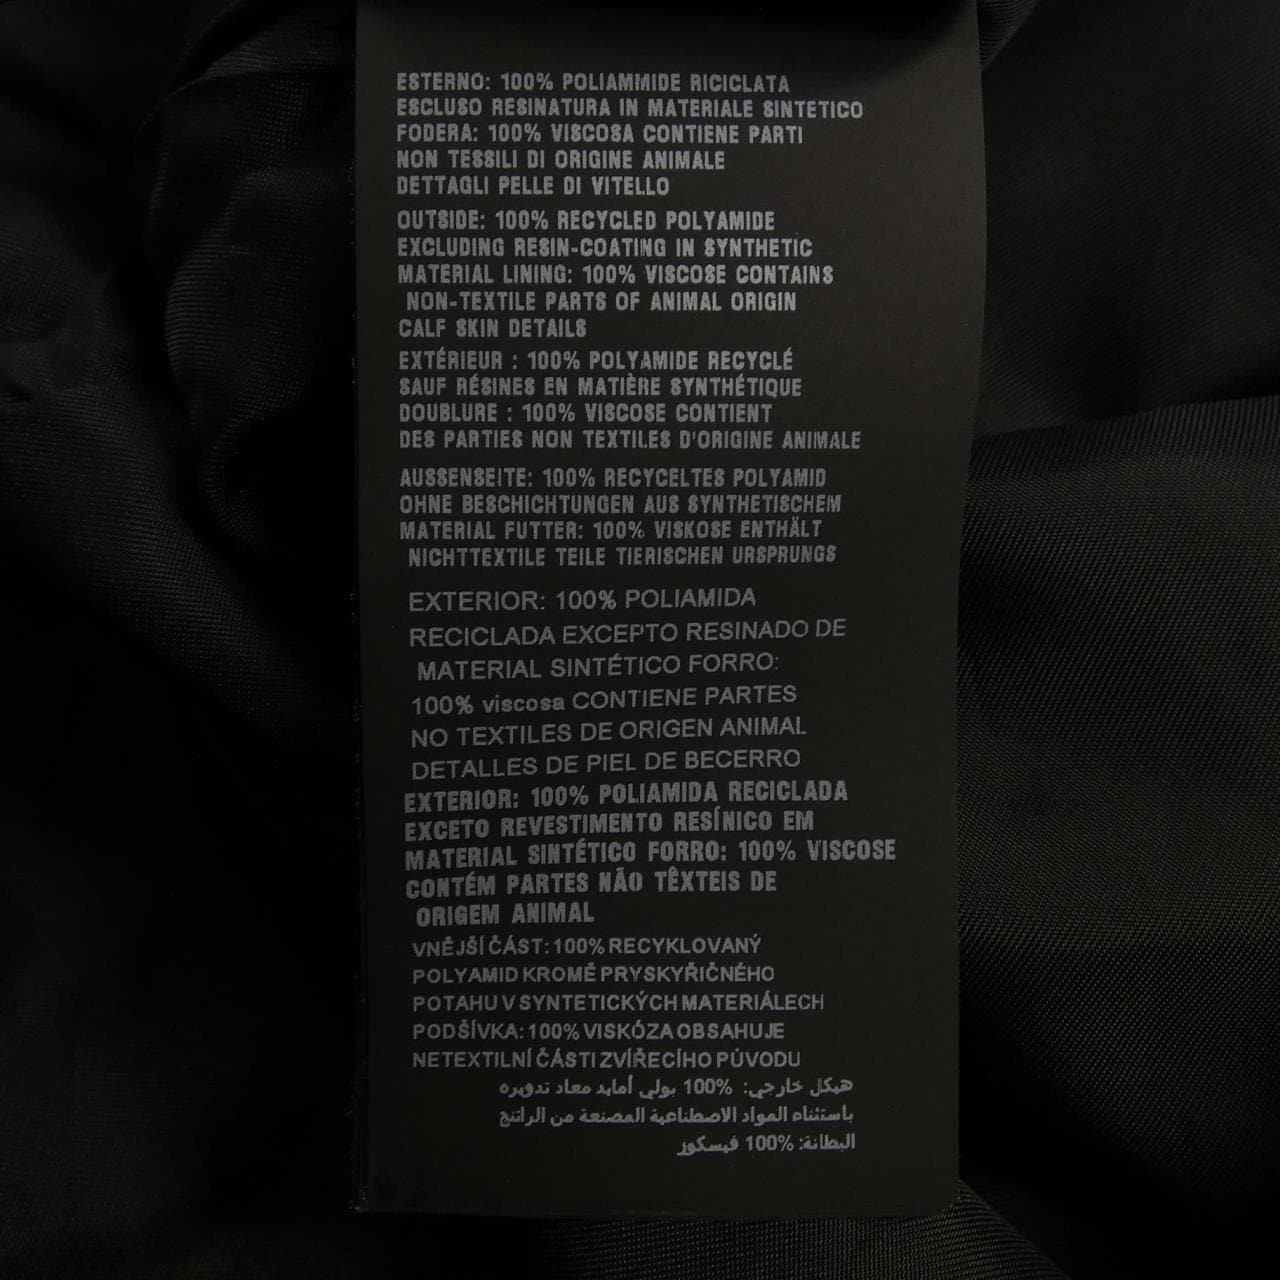 ESTERNO: 100% POLIAMMIDE RICICLATA
ESCLUSO RESINATURA IN MATERIALE SINTETICO
FODERA: 100% VISCOSA CONTIENE PARTI
NON TESSILI DI ORIGINE ANIMALE
DETTAGLI PELLE DI VITELLO
OUTSIDE: 100% RECYCLED POLYAMIDE
EXCLUDING RESIN-COATING IN SYNTHETIC
MATERIAL LINING: 100% VISCOSE CONTAINS
NON-TEXTILE PARTS OF ANIMAL ORIGIN
CALF SKIN DETAILS
EXTÉRIEUR : 100% POLYAMIDE RECYCLÉ
SAUF RÉSINES EN MATIÈRE SYNTHÉTIQUE
DOUBLURE : 100% VISCOSE CONTIENT
DES PARTIES NON TEXTILES D'ORIGINE ANIMALE
AUSSENSEITE: 100% RECYCELTES POLYAMID
OHNE BESCHICHTUNGEN AUS SYNTHETISCHEM
MATERIAL FUTTER: 100% VISKOSE ENTHÄLT
NICHTTEXTILE TEILE TIERISCHEN URSPRUNGS
EXTERIOR: 100% POLIAMIDA
RECICLADA EXCEPTO RESINADO DE
MATERIAL SINTÉTICO FORRO:
100% viscosa CONTIENE PARTES
NO TEXTILES DE ORIGEN ANIMAL
DETALLES DE PIEL DE BECERRO
EXTERIOR: 100% POLIAMIDA RECICLADA
EXCETO REVESTIMENTO RESÍNICO EM
MATERIAL SINTÉTICO FORRO: 100% VISCOSE
CONTÉM PARTES NÃO TÊXTEIS DE
ORIGEM ANIMAL
VNĚJŠÍ ČÁST: 100% RECYKLOVANÝ
POLYAMID KROMĚ PRYSKYŘIČNÉHO
POTAHU V SYNTETICKÝCH MATERIÁLECH
PODŠÍVKA: 100% VISKÓZA OBSAHUJE
NETEXTILNÍ ČÁSTI ZVÍŘECÍHO PŮVODU
هيكل خارجي: 100% بولي أمايد معاد تدويره
باستثناء المواد الاصطناعية المصنعة من الراتنج
البطانة: 100% فيسكوز